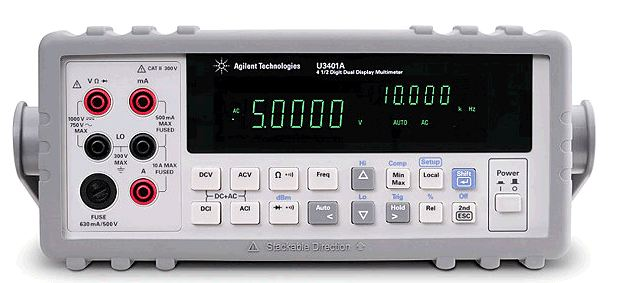 Agilent Technologies
U3401A
4 1/2 Digit Dual Display Multimeter
CAT II 300V
V Ω
mA
1000 V
750 V
MAX
500 mA
MAX
FUSED
LO
300 V
MAX
10 A MAX
FUSED
A
FUSE
630 mA/500 V
AC
5.0000 V
10.000 k Hz
AUTO AC
Hi
Comp
Setup
DCV
ACV
Ω
Freq
Min
Max
Local
Shift
Power
DC+AC
dBm
Lo
Trig
%
Off
I O
DCI
ACI
Auto
<
Hold
>
Rel
2nd
ESC
Stackable Direction